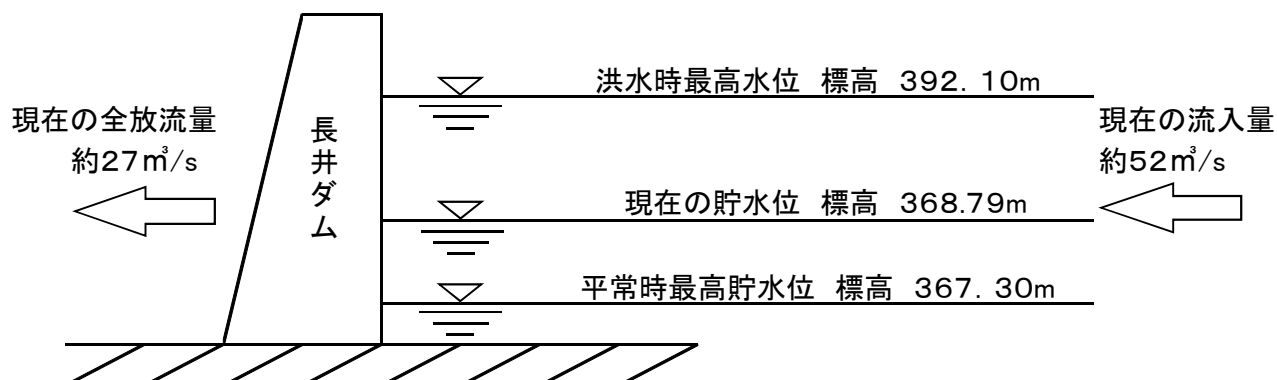 洪水時最高水位 標高 392. 10m
現在の全放流量
約27㎥/s
長井ダム
現在の流入量
約52㎥/s
現在の貯水位 標高 368.79m
平常時最高貯水位 標高 367. 30m